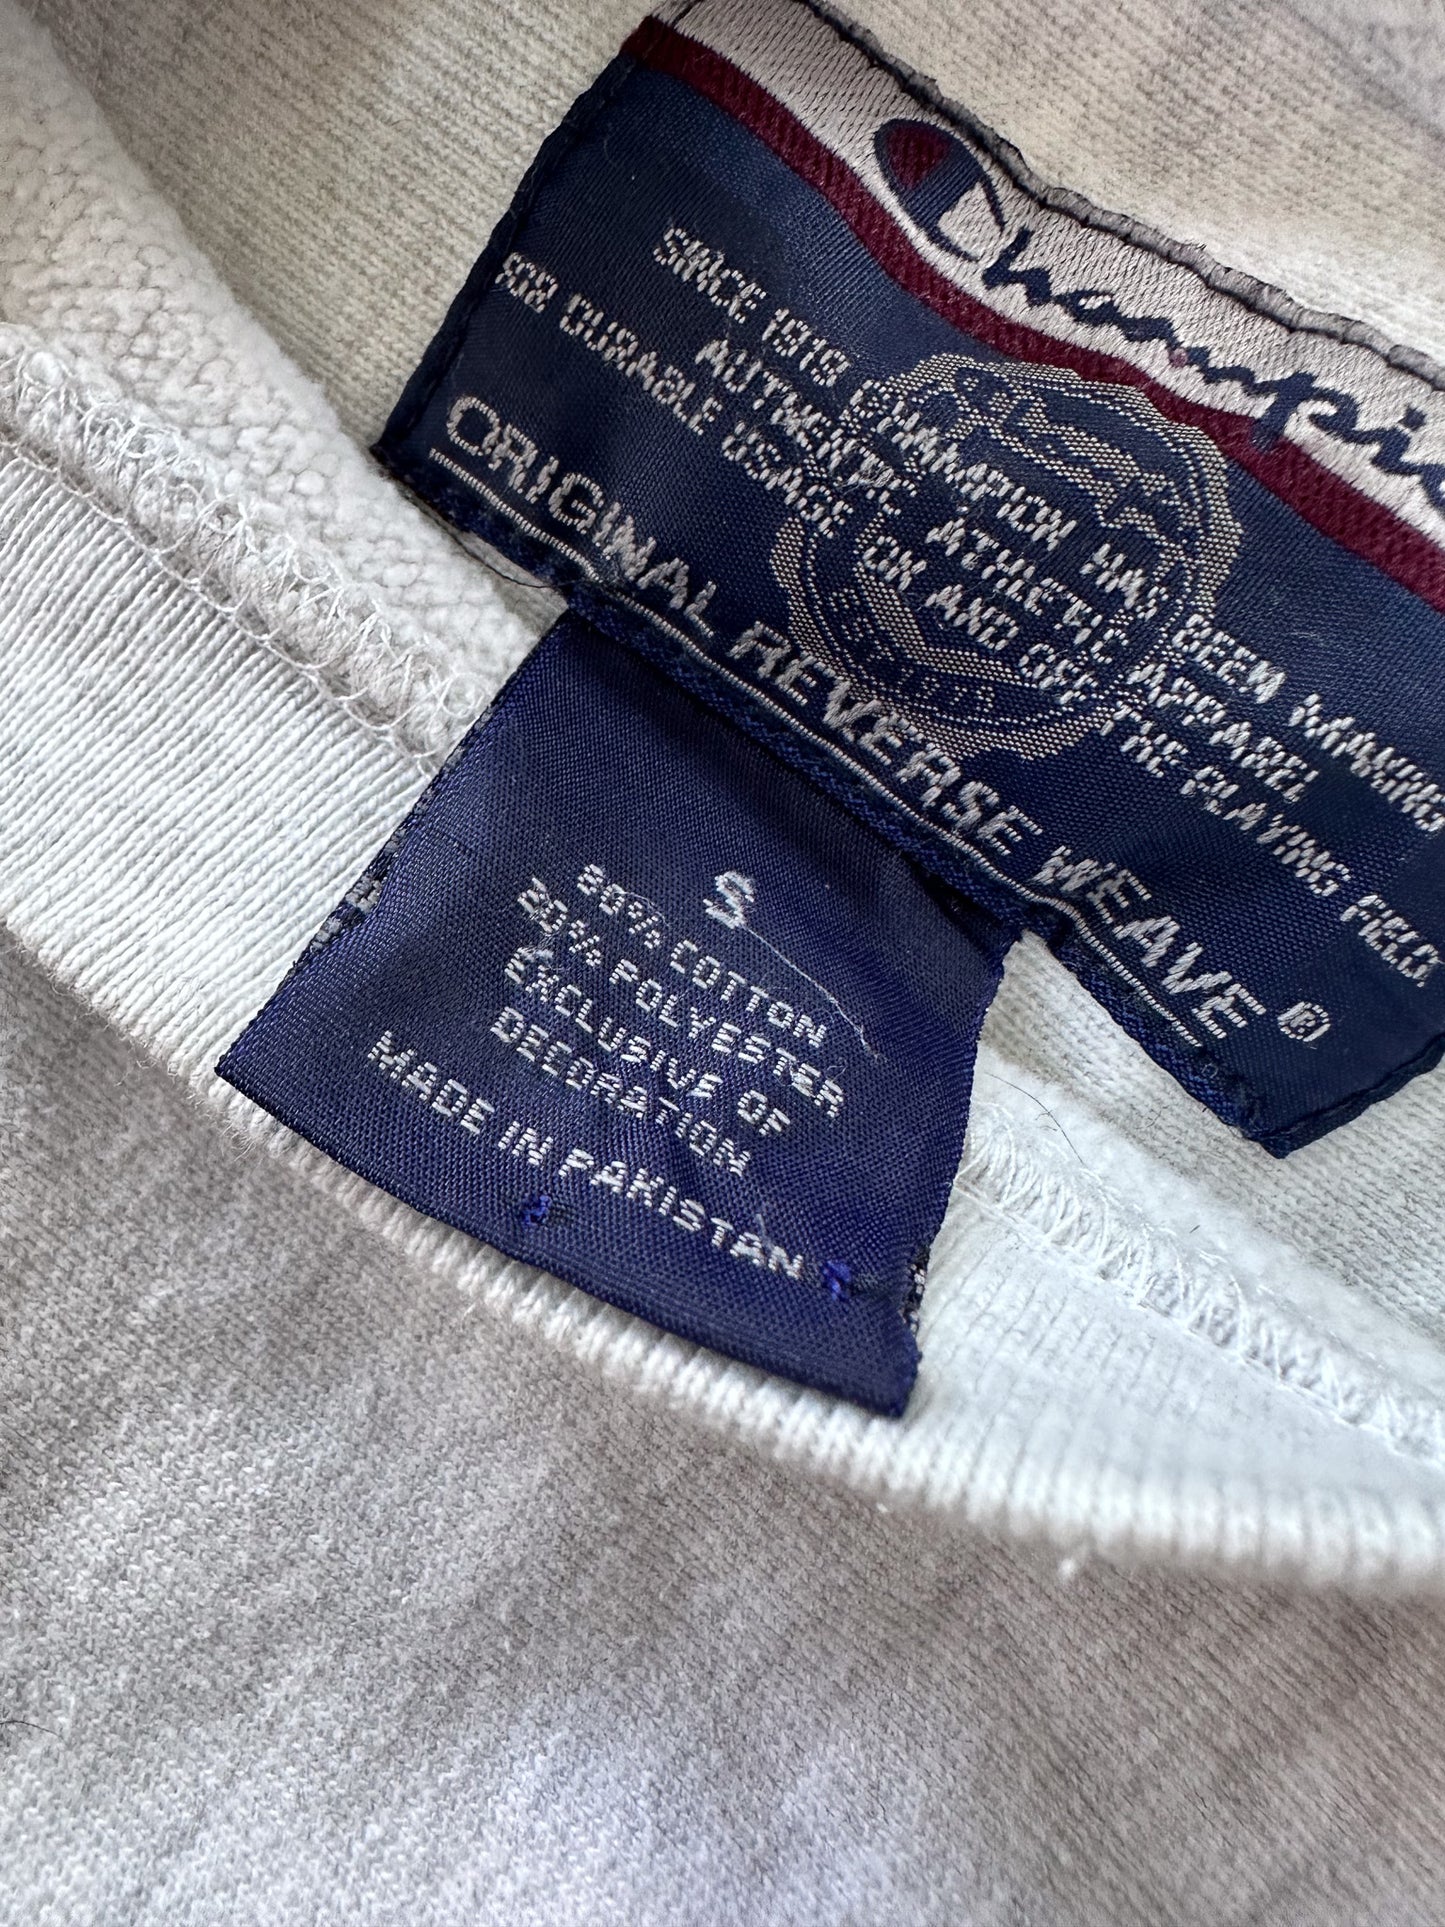 Champion
SINCE 1919 CHAMPION HAS BEEN MAKING
AUTHENTIC ATHLETIC APPAREL
FOR DURABLE USAGE ON AND OFF THE PLAYING FIELD.
ORIGINAL REVERSE WEAVE®
S
80% COTTON
20% POLYESTER
EXCLUSIVE OF
DECORATION
MADE IN PAKISTAN